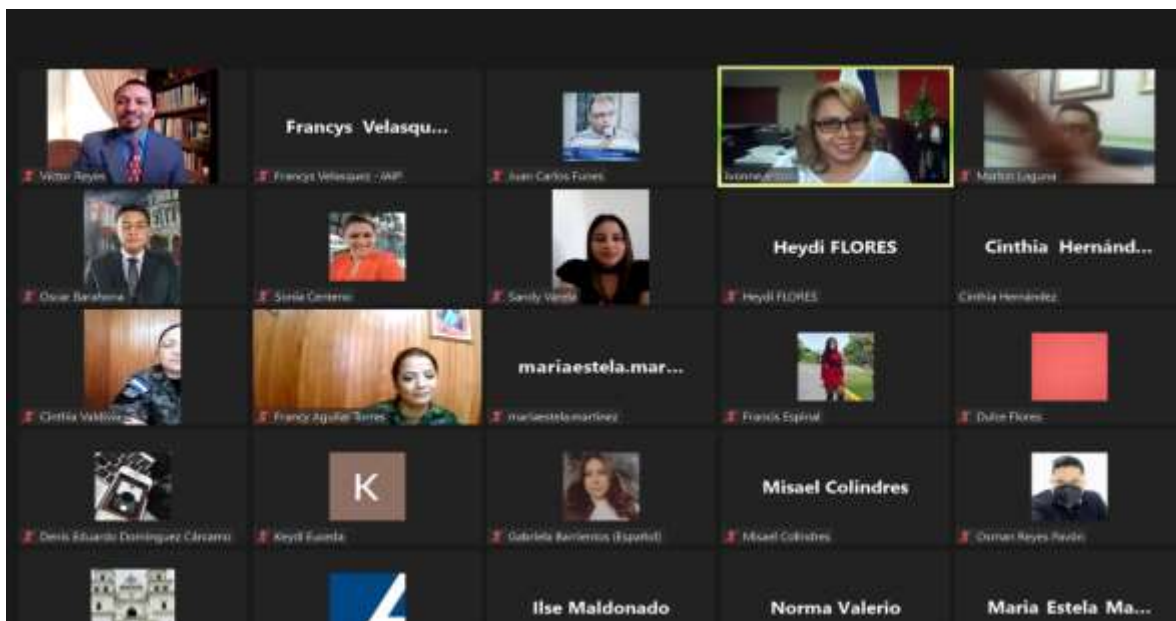 Victor Reyes
Francys Velasqu...
Francys Velasquez - IAIP
Juan Carlos Funes
Marlon Laguna
Oscar Barahona
Sonia Centeno
Sandy Varela
Heydi FLORES
Heydi FLORES
Cinthia Hernánd...
Cinthia Hernández
Cinthia Valdivia
Francy Aguilar Torres
mariaestela.mar...
mariaestela.martinez
Francis Espinal
Dulce Flores
Denis Eduardo Dominguez Cárcamo
K
Keydi Euceda
Gabriela Barrientos (Español)
Misael Colindres
Misael Colindres
Osman Reyes Pavón
Ilse Maldonado
Norma Valerio
Maria Estela Ma...